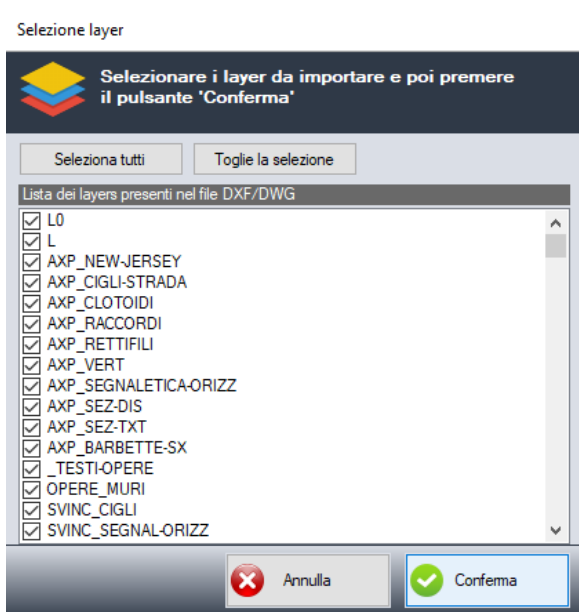 Selezione layer
Selezionare i layer da importare e poi premere
il pulsante 'Conferma'
Seleziona tutti
Toglie la selezione
Lista dei layers presenti nel file DXF/DWG
L0
L
AXP_NEW-JERSEY
AXP_CIGLI-STRADA
AXP_CLOTOIDI
AXP_RACCORDI
AXP_RETTIFILI
AXP_VERT
AXP_SEGNALETICA-ORIZZ
AXP_SEZ-DIS
AXP_SEZ-TXT
AXP_BARBETTE-SX
_TESTI-OPERE
OPERE_MURI
SVINC_CIGLI
SVINC_SEGNAL-ORIZZ
Annulla
Conferma